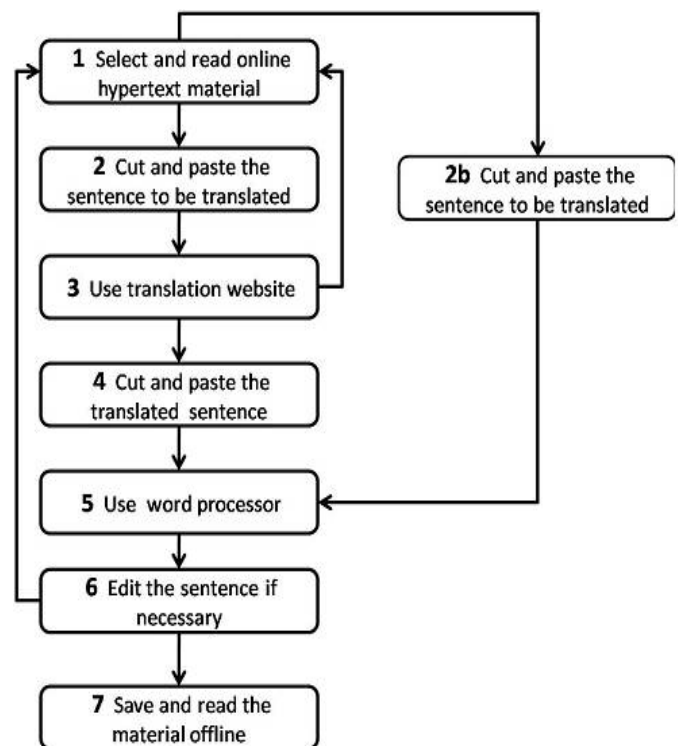 1 Select and read online
hypertext material
2 Cut and paste the
sentence to be translated
2b Cut and paste the
sentence to be translated
3 Use translation website
4 Cut and paste the
translated sentence
5 Use word processor
6 Edit the sentence if
necessary
7 Save and read the
material offline